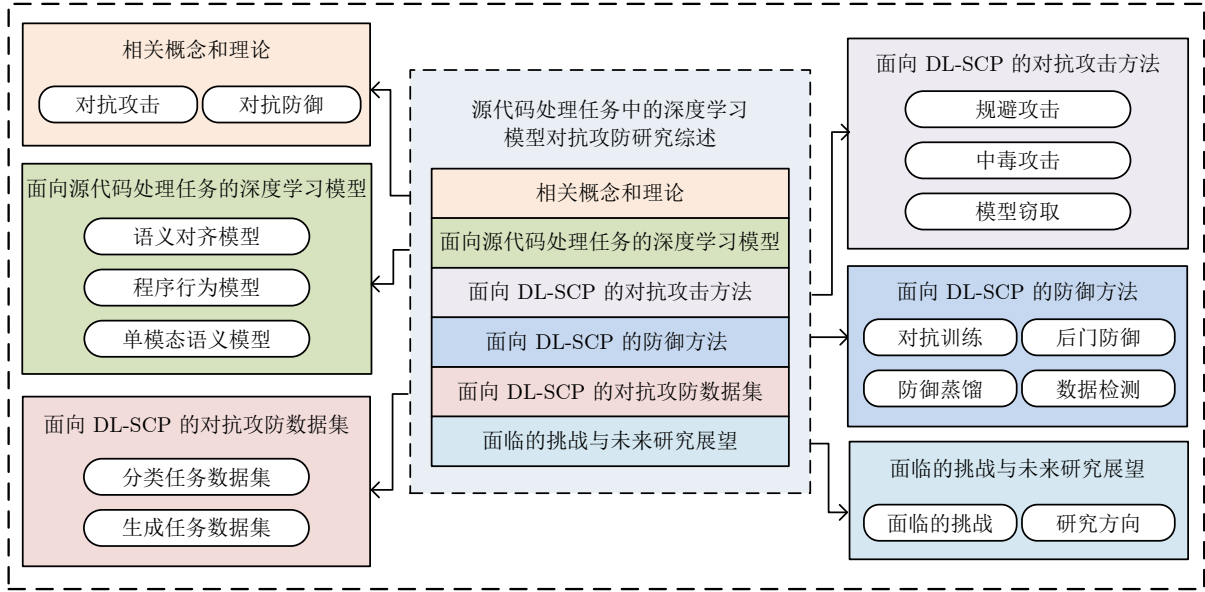 相关概念和理论
对抗攻击
对抗防御
面向源代码处理任务的深度学习模型
语义对齐模型
程序行为模型
单模态语义模型
面向 DL-SCP 的对抗攻防数据集
分类任务数据集
生成任务数据集
源代码处理任务中的深度学习
模型对抗攻防研究综述
相关概念和理论
面向源代码处理任务的深度学习模型
面向 DL-SCP 的对抗攻击方法
面向 DL-SCP 的防御方法
面向 DL-SCP 的对抗攻防数据集
面临的挑战与未来研究展望
面向 DL-SCP 的对抗攻击方法
规避攻击
中毒攻击
模型窃取
面向 DL-SCP 的防御方法
对抗训练
后门防御
防御蒸馏
数据检测
面临的挑战与未来研究展望
面临的挑战
研究方向